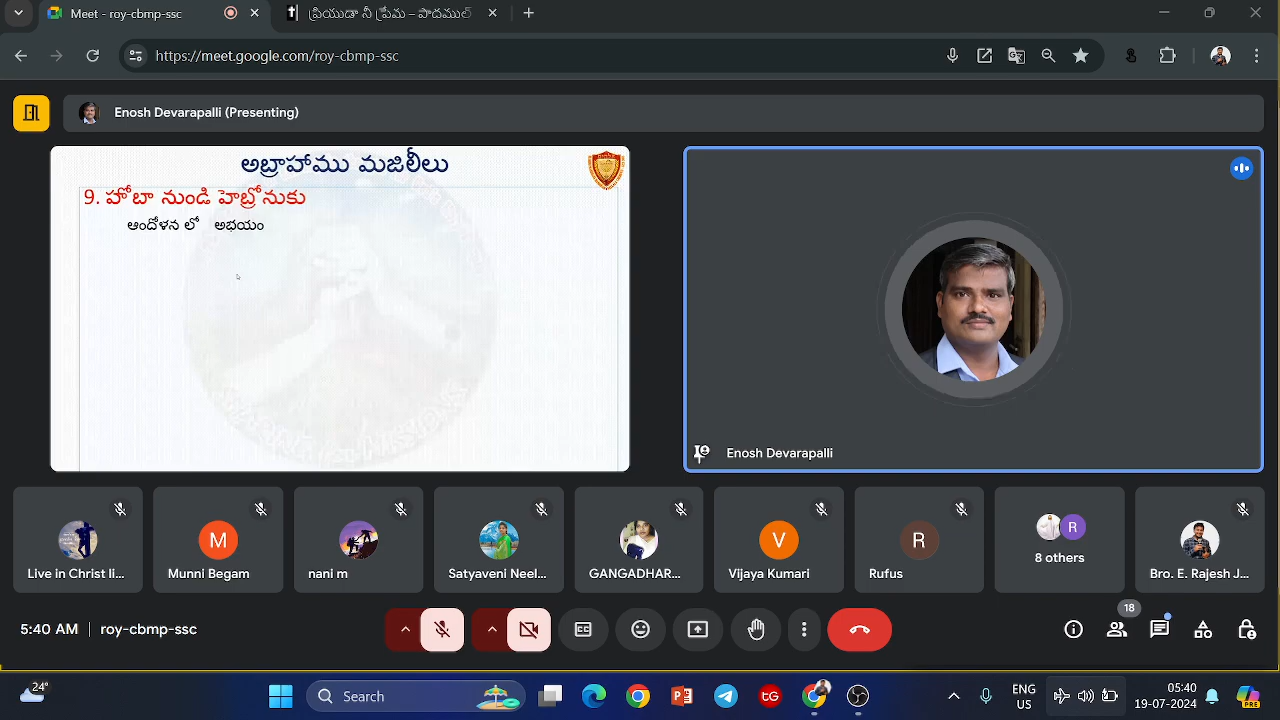 Meet - roy-cbmp-ssc
ప్రియుడా నీ ప్రేమ – పాదముల్
https://meet.google.com/roy-cbmp-ssc
Enosh Devarapalli (Presenting)
అబ్రాహాము మజిలీలు
9. హోబా నుండి హెబ్రోనుకు
ఆందోళన లో అభయం
Enosh Devarapalli
Live in Christ li...
M
Munni Begam
nani m
Satyaveni Neel...
GANGADHAR...
V
Vijaya Kumari
R
Rufus
R
8 others
Bro. E. Rajesh J...
5:40 AM | roy-cbmp-ssc
18
24°
Search
tG
ENG
US
05:40
19-07-2024
PRE